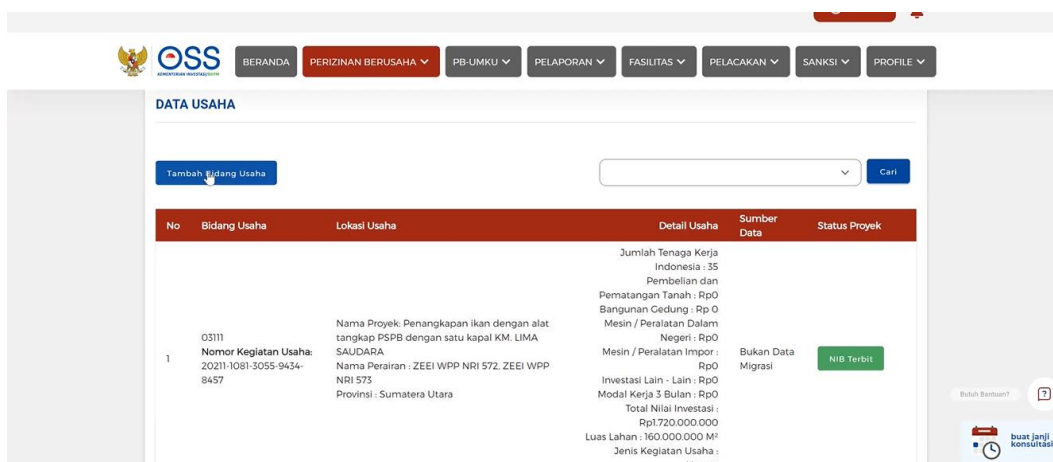 OSS
KEMENTERIAN INVESTASI/BKPM
BERANDA
PERIZINAN BERUSAHA
PB-UMKU
PELAPORAN
FASILITAS
PELACAKAN
SANKSI
PROFILE
DATA USAHA
Tambah Bidang Usaha
Cari
No
Bidang Usaha
Lokasi Usaha
Detail Usaha
Sumber
Data
Status Proyek
1
03111
Nomor Kegiatan Usaha:
20211-1081-3055-9434-
8457
Nama Proyek: Penangkapan ikan dengan alat
tangkap PSPB dengan satu kapal KM. LIMA
SAUDARA
Nama Perairan : ZEEI WPP NRI 572, ZEEI WPP
NRI 573
Provinsi : Sumatera Utara
Jumlah Tenaga Kerja
Indonesia : 35
Pembelian dan
Pematangan Tanah : Rp0
Bangunan Gedung : Rp 0
Mesin / Peralatan Dalam
Negeri : Rp0
Mesin / Peralatan Impor :
Rp0
Investasi Lain - Lain : Rp0
Modal Kerja 3 Bulan : Rp0
Total Nilai Investasi :
Rp1.720.000.000
Luas Lahan : 160.000.000 M²
Jenis Kegiatan Usaha :
Bukan Data
Migrasi
NIB Terbit
Butuh Bantuan?
?
buat janji
konsultasi